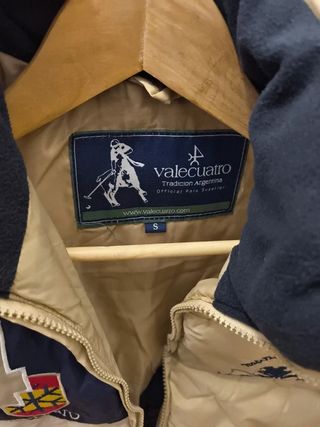 valecuatro
Tradicion Argentina
Official Polo Supplier
www.valecuatro.com
S